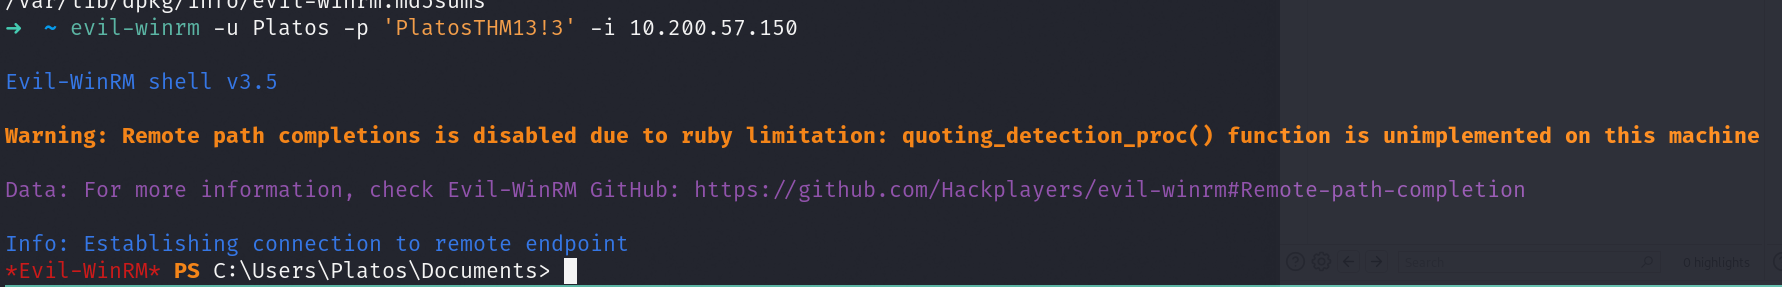 /var/lib/dpkg/info/evil-winrm.md5sums
→ ~ evil-winrm -u Platos -p 'PlatosTHM13!3' -i 10.200.57.150
Evil-WinRM shell v3.5
Warning: Remote path completions is disabled due to ruby limitation: quoting_detection_proc() function is unimplemented on this machine
Data: For more information, check Evil-WinRM GitHub: https://github.com/Hackplayers/evil-winrm#Remote-path-completion
Info: Establishing connection to remote endpoint
*Evil-WinRM* PS C:\Users\Platos\Documents>
Search
0 highlights